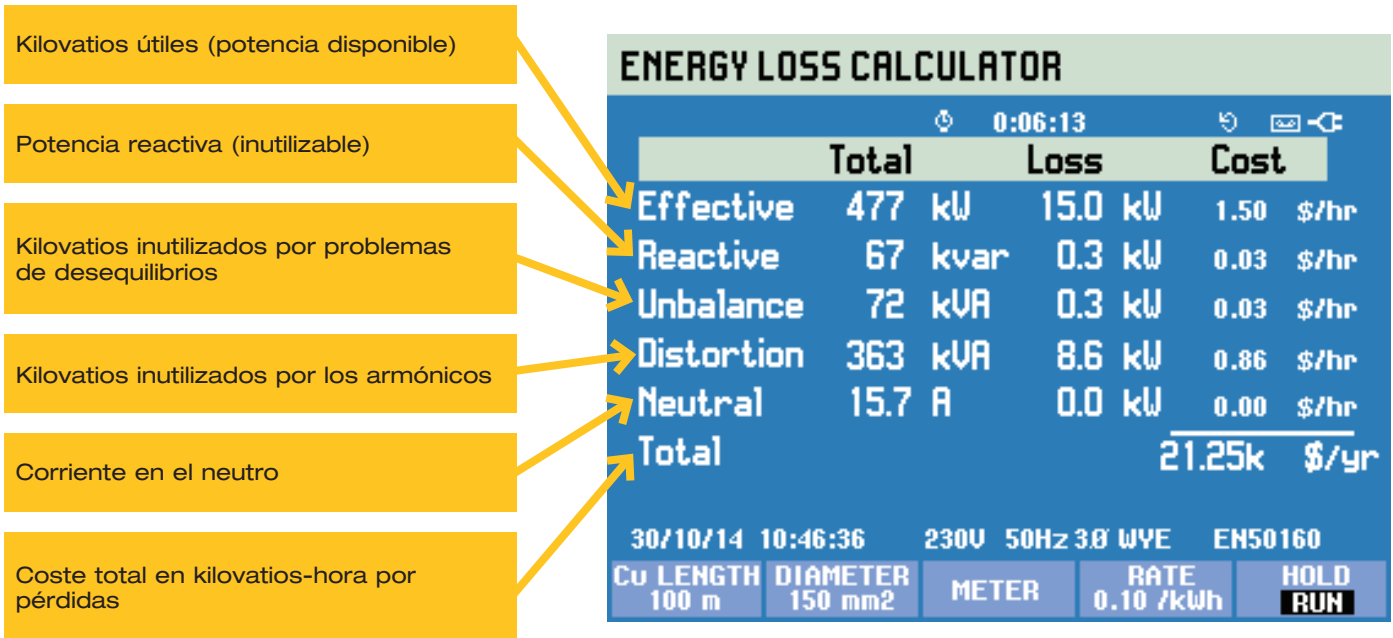 Kilovatios útiles (potencia disponible)
Potencia reactiva (inutilizable)
Kilovatios inutilizados por problemas
de desequilibrios
Kilovatios inutilizados por los armónicos
Corriente en el neutro
Coste total en kilovatios-hora por
pérdidas
ENERGY LOSS CALCULATOR
0:06:13
Total Loss Cost
Effective 477 kW 15.0 kW 1.50 $/hr
Reactive 67 kvar 0.3 kW 0.03 $/hr
Unbalance 72 kVA 0.3 kW 0.03 $/hr
Distortion 363 kVA 8.6 kW 0.86 $/hr
Neutral 15.7 A 0.0 kW 0.00 $/hr
Total 21.25k $/yr
30/10/14 10:46:36 230V 50Hz 3Ø WYE EN50160
Cu LENGTH DIAMETER METER RATE HOLD
100 m 150 mm2 0.10 /kWh RUN